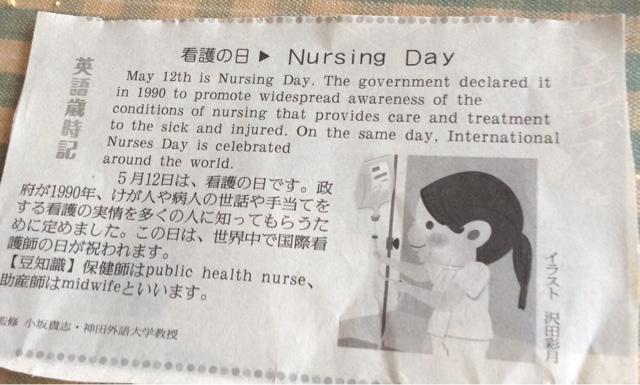 英語歳時記
看護の日▶ Nursing Day
May 12th is Nursing Day. The government declared it
in 1990 to promote widespread awareness of the
conditions of nursing that provides care and treatment
to the sick and injured. On the same day, International
Nurses Day is celebrated
around the world.
5月12日は、看護の日です。政
府が1990年、けが人や病人の世話や手当てを
する看護の実情を多くの人に知ってもらうた
めに定めました。この日は、世界中で国際看
護師の日が祝われます。
【豆知識】保健師はpublic health nurse、
助産師はmidwifeといいます。
監修 小坂貴志・神田外語大学教授
イラスト 沢田彩月